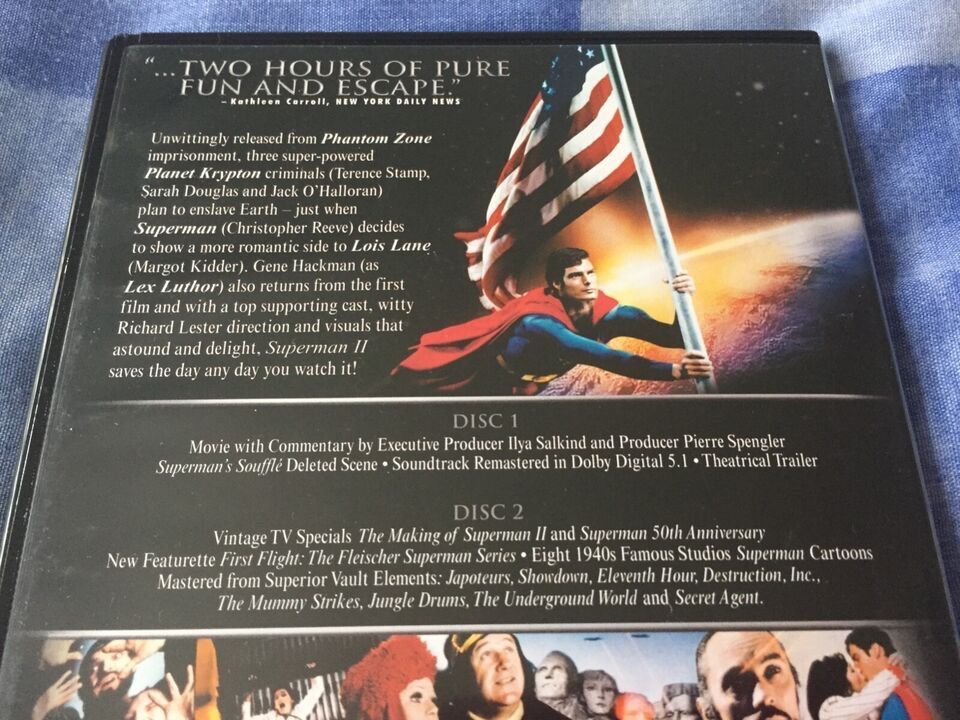 "...TWO HOURS OF PURE
FUN AND ESCAPE."
– Kathleen Carroll, NEW YORK DAILY NEWS
Unwittingly released from Phantom Zone
imprisonment, three super-powered
Planet Krypton criminals (Terence Stamp,
Sarah Douglas and Jack O'Halloran)
plan to enslave Earth – just when
Superman (Christopher Reeve) decides
to show a more romantic side to Lois Lane
(Margot Kidder). Gene Hackman (as
Lex Luthor) also returns from the first
film and with a top supporting cast, witty
Richard Lester direction and visuals that
astound and delight, Superman II
saves the day any day you watch it!
DISC 1
Movie with Commentary by Executive Producer Ilya Salkind and Producer Pierre Spengler
Superman's Soufflé Deleted Scene • Soundtrack Remastered in Dolby Digital 5.1 • Theatrical Trailer
DISC 2
Vintage TV Specials The Making of Superman II and Superman 50th Anniversary
New Featurette First Flight: The Fleischer Superman Series • Eight 1940s Famous Studios Superman Cartoons
Mastered from Superior Vault Elements: Japoteurs, Showdown, Eleventh Hour, Destruction, Inc.,
The Mummy Strikes, Jungle Drums, The Underground World and Secret Agent.